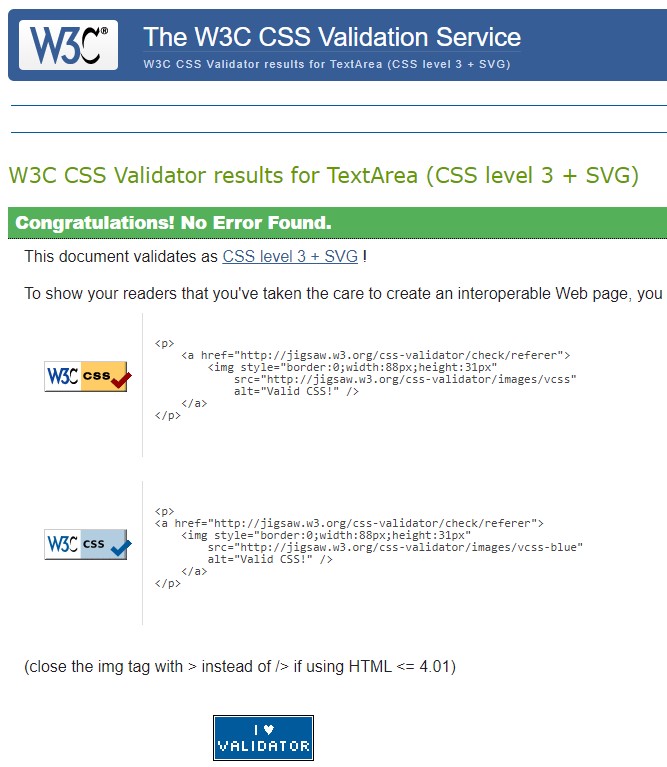 W3C®
The W3C CSS Validation Service
W3C CSS Validator results for TextArea (CSS level 3 + SVG)
W3C CSS Validator results for TextArea (CSS level 3 + SVG)
Congratulations! No Error Found.
This document validates as CSS level 3 + SVG !
To show your readers that you've taken the care to create an interoperable Web page, you
W3C css
<p>
<a href="http://jigsaw.w3.org/css-validator/check/referer">
<img style="border:0;width:88px;height:31px"
src="http://jigsaw.w3.org/css-validator/images/vcss"
alt="Valid CSS!" />
</a>
</p>
W3C css
<p>
<a href="http://jigsaw.w3.org/css-validator/check/referer">
<img style="border:0;width:88px;height:31px"
src="http://jigsaw.w3.org/css-validator/images/vcss-blue"
alt="Valid CSS!" />
</a>
</p>
(close the img tag with > instead of /> if using HTML <= 4.01)
I ♥
VALIDATOR